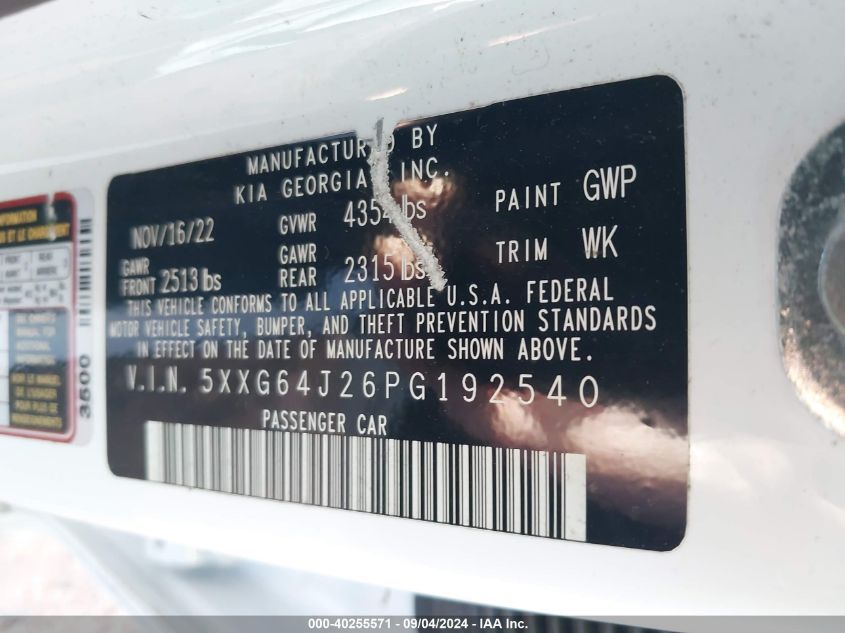 MANUFACTURED BY
KIA GEORGIA, INC.
NOV/16/22 GVWR 4354 lbs PAINT GWP
GAWR FRONT 2513 lbs GAWR REAR 2315 lbs TRIM WK
THIS VEHICLE CONFORMS TO ALL APPLICABLE U.S.A. FEDERAL
MOTOR VEHICLE SAFETY, BUMPER, AND THEFT PREVENTION STANDARDS
IN EFFECT ON THE DATE OF MANUFACTURE SHOWN ABOVE.
V.I.N. 5XXG64J26PG192540
PASSENGER CAR
3500
000-40255571 - 09/04/2024 - IAA Inc.